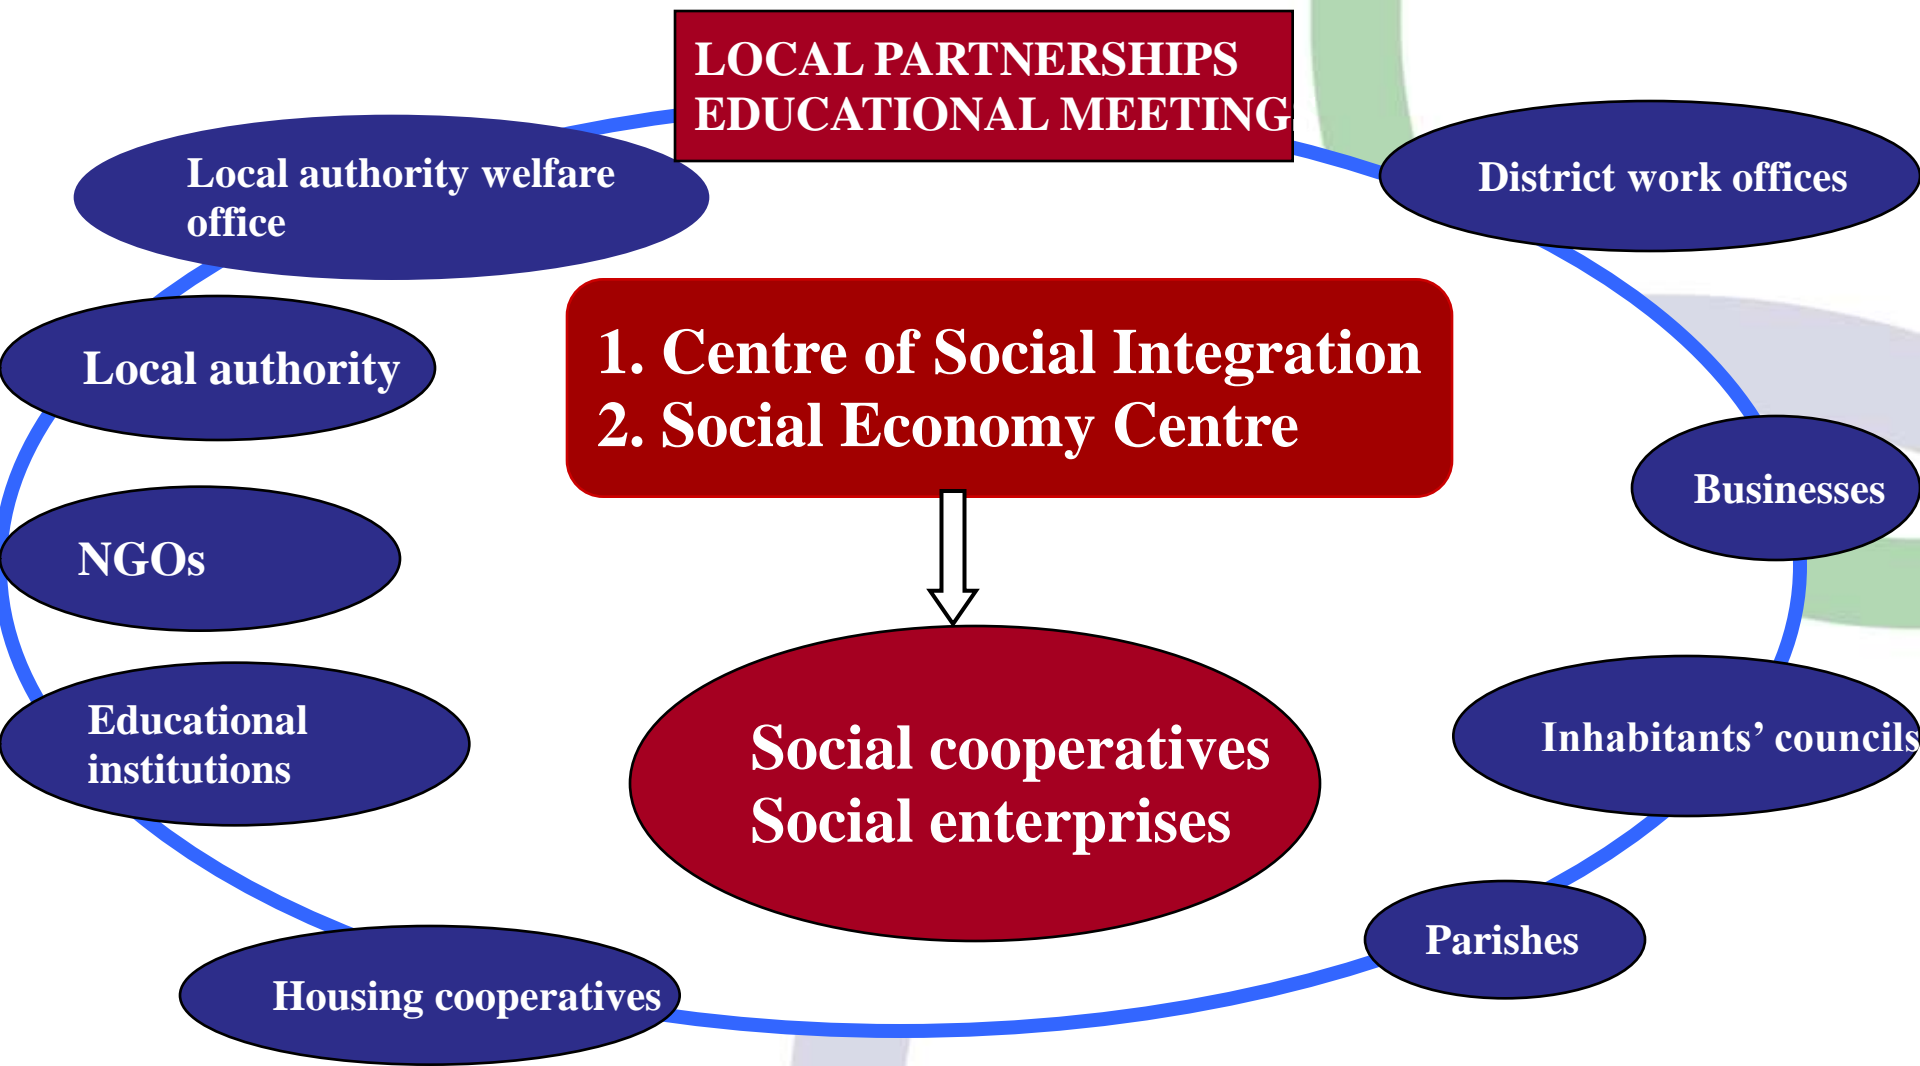 LOCAL PARTNERSHIPS
EDUCATIONAL MEETINGS
Local authority welfare
office
District work offices
Local authority
1. Centre of Social Integration
2. Social Economy Centre
Businesses
NGOs
Educational
institutions
Social cooperatives
Social enterprises
Inhabitants’ councils
Parishes
Housing cooperatives